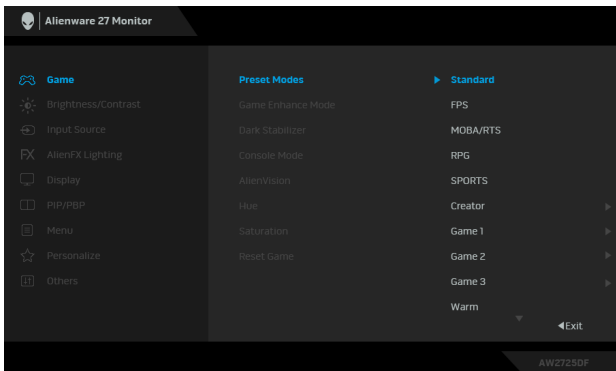 Alienware 27 Monitor
Game Preset Modes Standard
Brightness/Contrast Game Enhance Mode FPS
Input Source Dark Stabilizer MOBA/RTS
FX AlienFX Lighting Console Mode RPG
Display AlienVision SPORTS
PIP/PBP Hue Creator
Menu Saturation Game 1
Personalize Reset Game Game 2
Others Game 3
Warm
Exit
AW2725DF